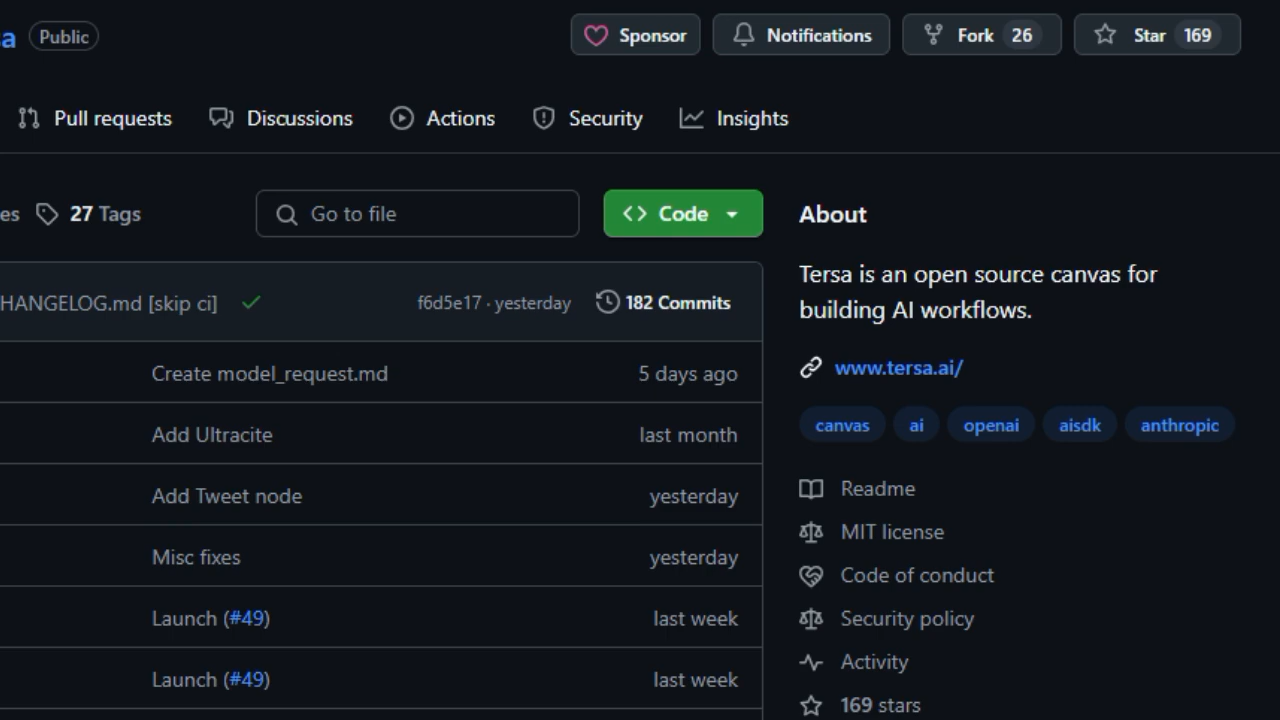 sa Public Sponsor Notifications Fork 26 Star 169
Pull requests Discussions Actions Security Insights
es 27 Tags Go to file Code
HANGELOG.md [skip ci] f6d5e17 · yesterday 182 Commits
Create model_request.md 5 days ago
Add Ultracite last month
Add Tweet node yesterday
Misc fixes yesterday
Launch (#49) last week
Launch (#49) last week
About
Tersa is an open source canvas for
building AI workflows.
www.tersa.ai/
canvas ai openai aisdk anthropic
Readme
MIT license
Code of conduct
Security policy
Activity
169 stars